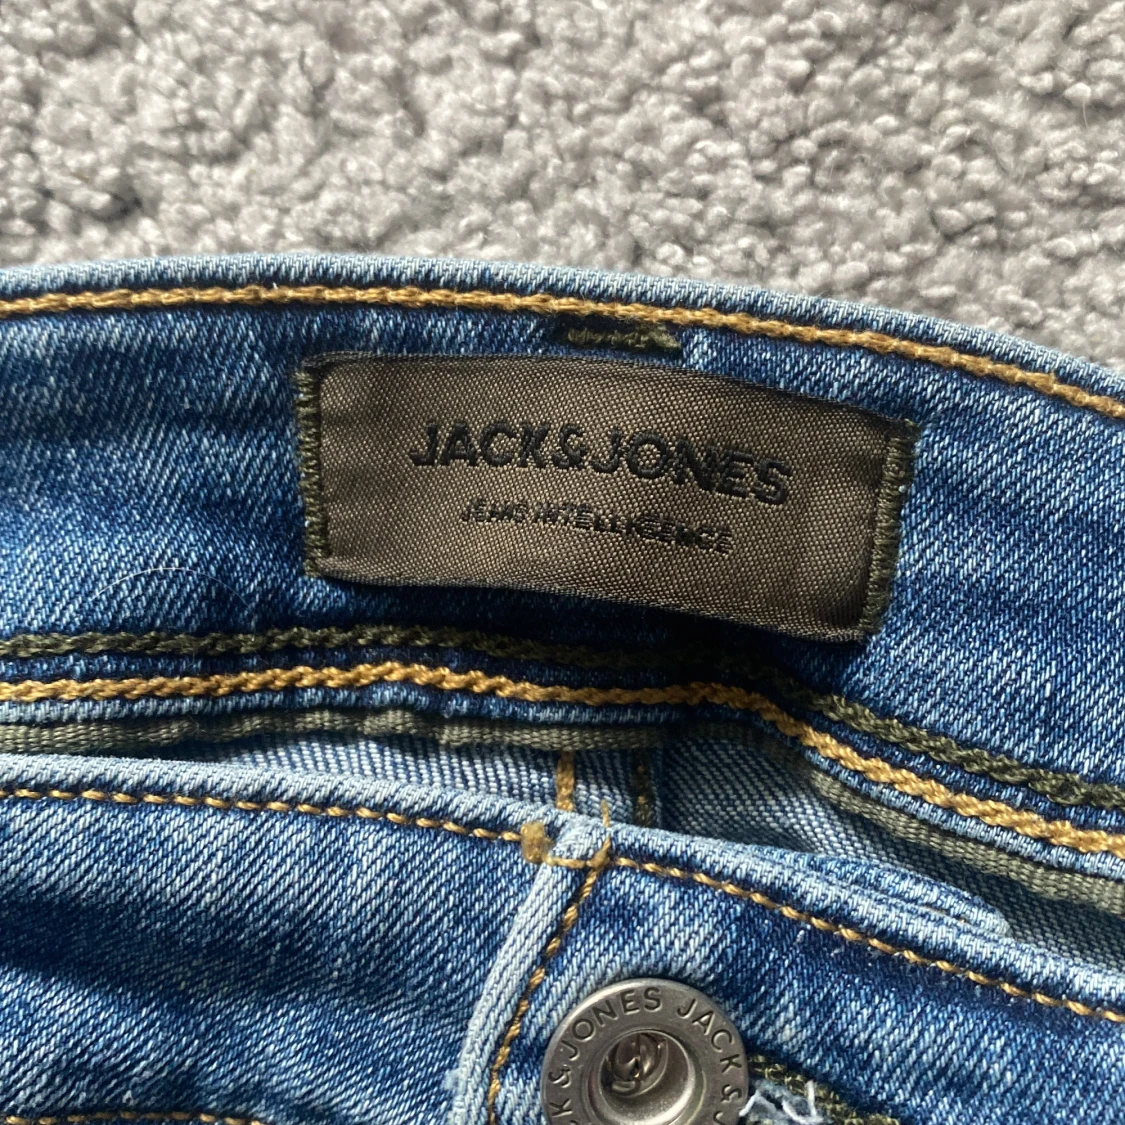 JACK&JONES
JEANS INTELLIGENCE
K & JONES JACK & J